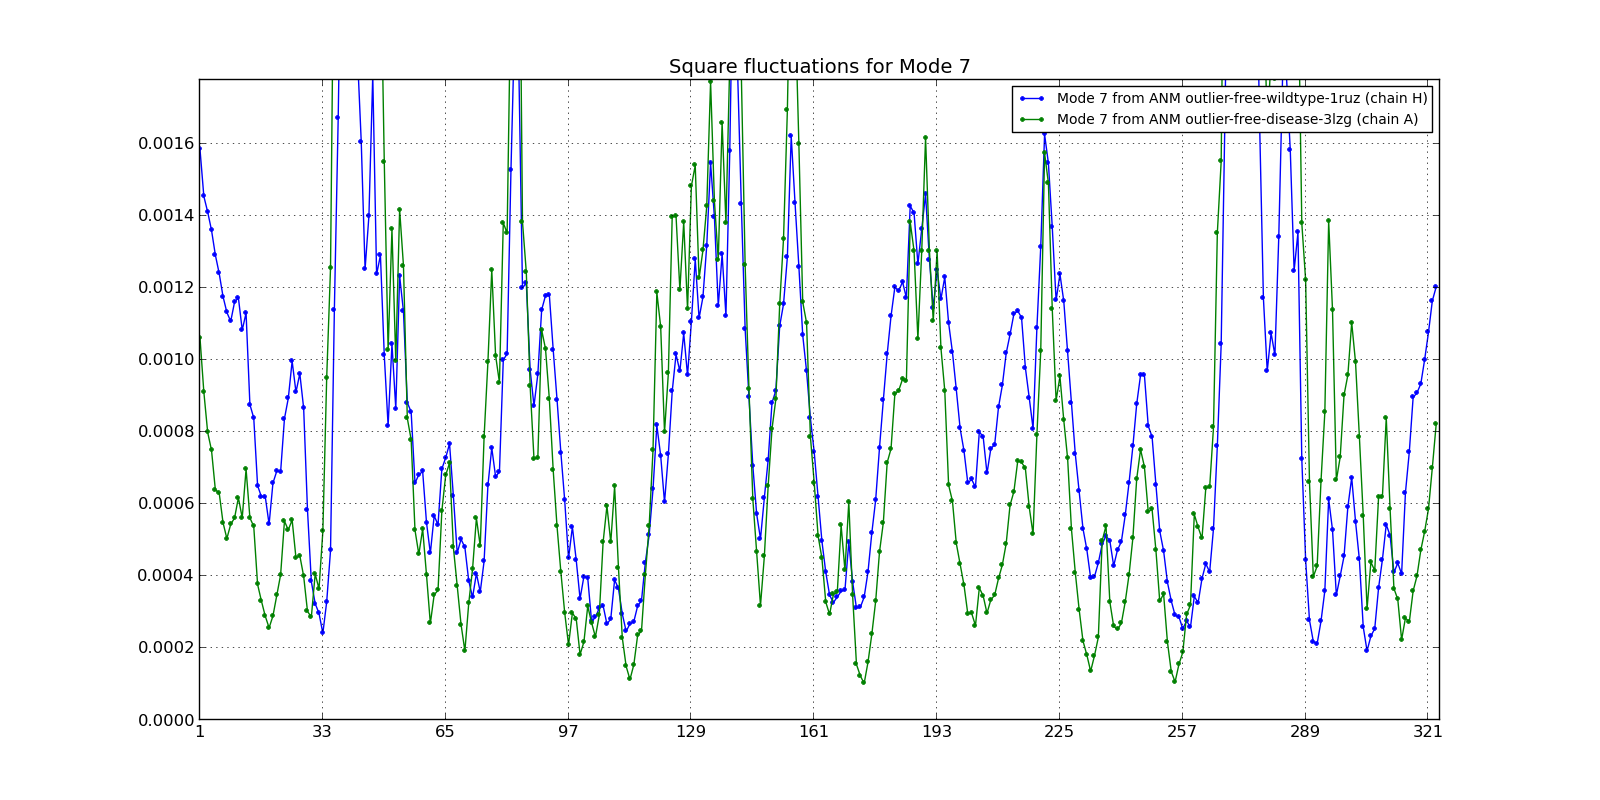 Square fluctuations for Mode 7
Mode 7 from ANM outlier-free-wildtype-1ruz (chain H)
Mode 7 from ANM outlier-free-disease-3lzg (chain A)
0.0016
0.0014
0.0012
0.0010
0.0008
0.0006
0.0004
0.0002
0.0000
1 33 65 97 129 161 193 225 257 289 321